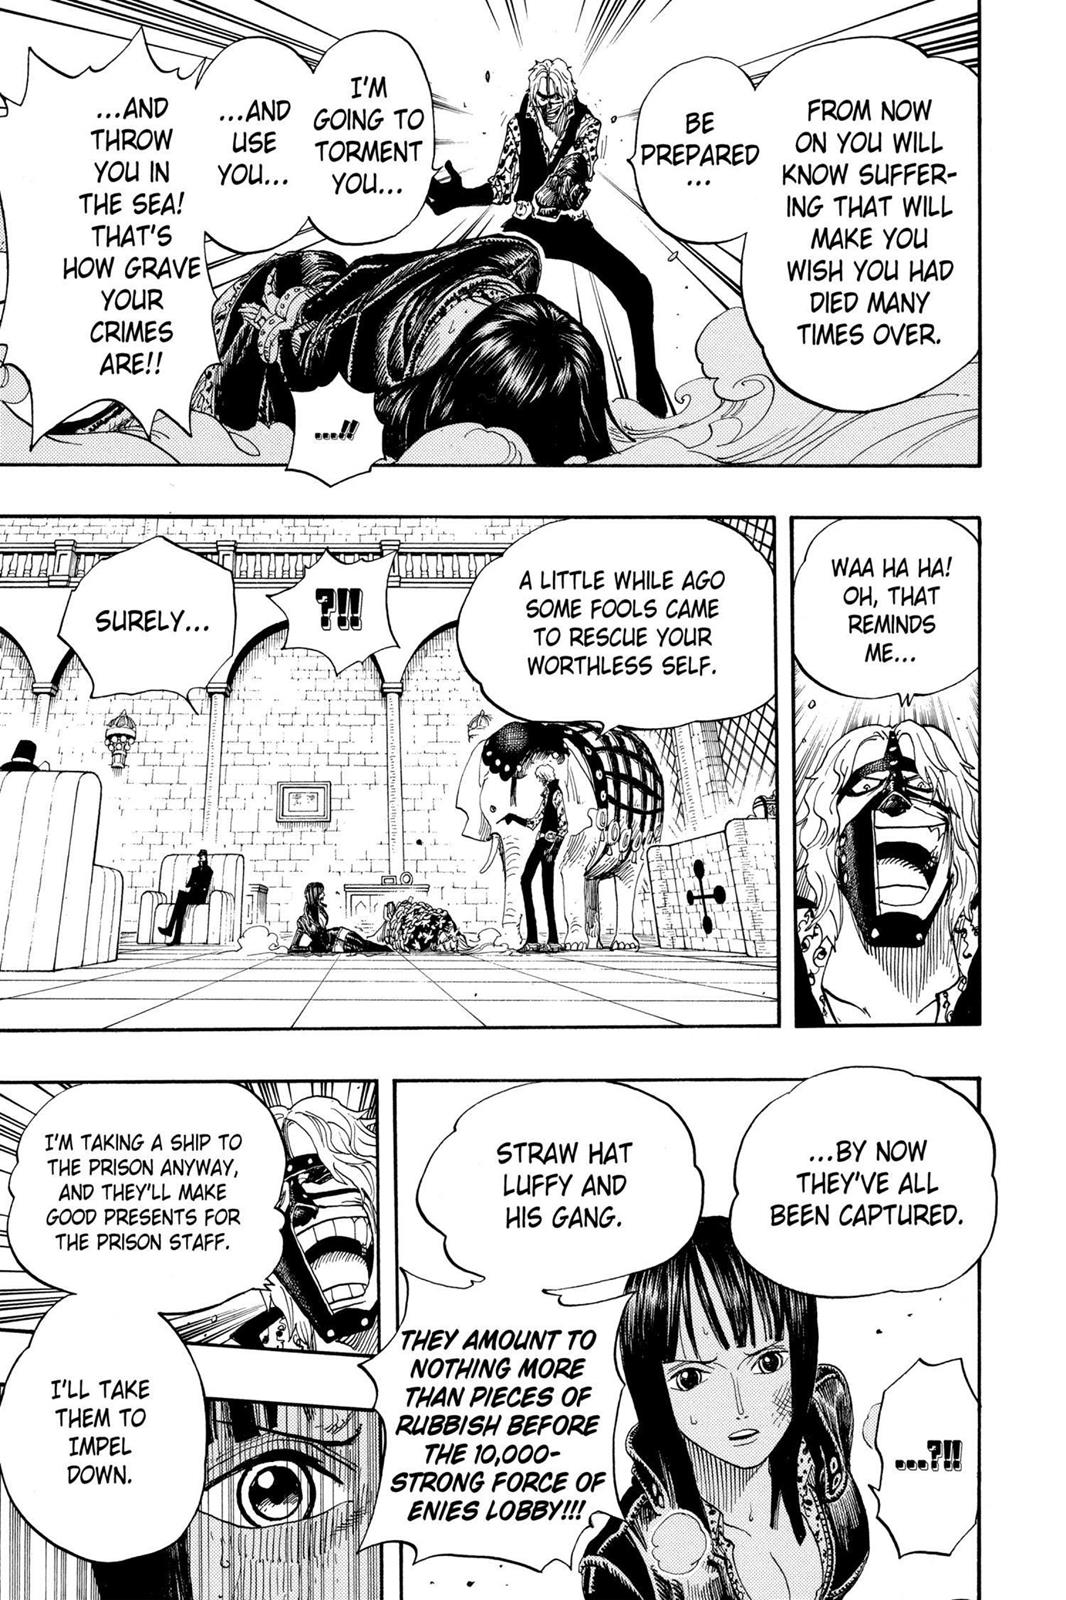 FROM NOW
ON YOU WILL
KNOW SUFFER-
ING THAT WILL
MAKE YOU
WISH YOU HAD
DIED MANY
TIMES OVER.
BE
PREPARED
...
I'M
GOING TO
TORMENT
YOU...
...AND
USE
YOU...
...AND
THROW
YOU IN
THE SEA!
THAT'S
HOW GRAVE
YOUR
CRIMES
ARE!!
...!!
WAA HA HA!
OH, THAT
REMINDS
ME...
A LITTLE WHILE AGO
SOME FOOLS CAME
TO RESCUE YOUR
WORTHLESS SELF.
?!!
SURELY...
...BY NOW
THEY'VE ALL
BEEN CAPTURED.
STRAW HAT
LUFFY AND
HIS GANG.
....?!!
THEY AMOUNT TO
NOTHING MORE
THAN PIECES OF
RUBBISH BEFORE
THE 10,000-
STRONG FORCE OF
ENIES LOBBY!!!
I'M TAKING A SHIP TO
THE PRISON ANYWAY,
AND THEY'LL MAKE
GOOD PRESENTS FOR
THE PRISON STAFF.
I'LL TAKE
THEM TO
IMPEL
DOWN.